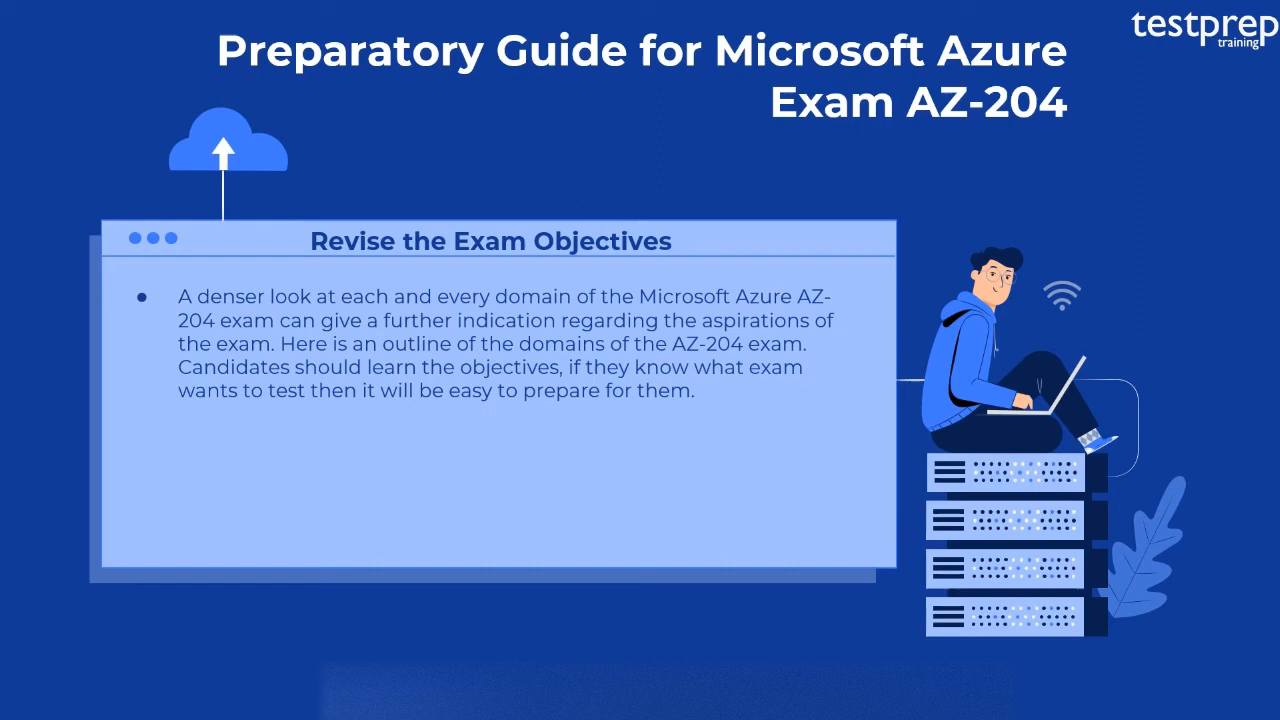 testprep
training
Preparatory Guide for Microsoft Azure
Exam AZ-204
Revise the Exam Objectives
● A denser look at each and every domain of the Microsoft Azure AZ-
204 exam can give a further indication regarding the aspirations of
the exam. Here is an outline of the domains of the AZ-204 exam.
Candidates should learn the objectives, if they know what exam
wants to test then it will be easy to prepare for them.